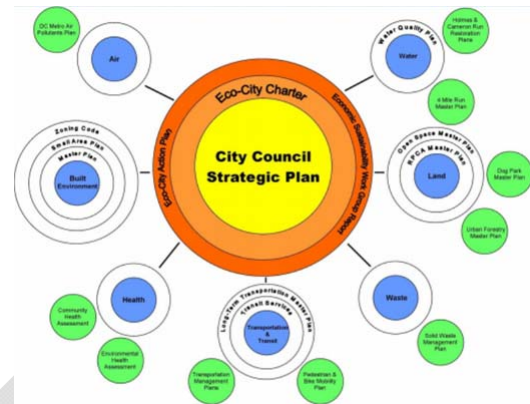 DC Metro Air
Pollutants Plan
Air
Water Quality Plan
Water
Holmes &
Cameron Run
Restoration
Plans
4 Mile Run
Master Plan
Eco-City Charter
Eco-City Action Plan
Economic Sustainability Work Group Report
City Council
Strategic Plan
Zoning Code
Small Area Plan
Master Plan
Built
Environment
Open Space Master Plan
RPCA Master Plan
Land
Dog Park
Master Plan
Urban Forestry
Master Plan
Health
Community
Health
Assessment
Environmental
Health
Assessment
Long-Term Transportation Master Plan
Transit Services
Transportation
&
Transit
Transportation
Management
Plans
Pedestrian &
Bike Mobility
Plan
Waste
Solid Waste
Management
Plan